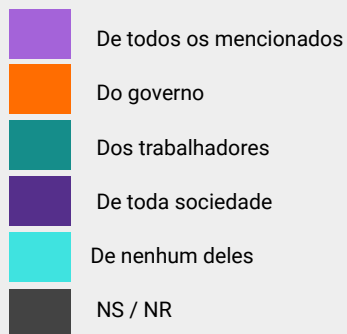 De todos os mencionados
Do governo
Dos trabalhadores
De toda sociedade
De nenhum deles
NS / NR